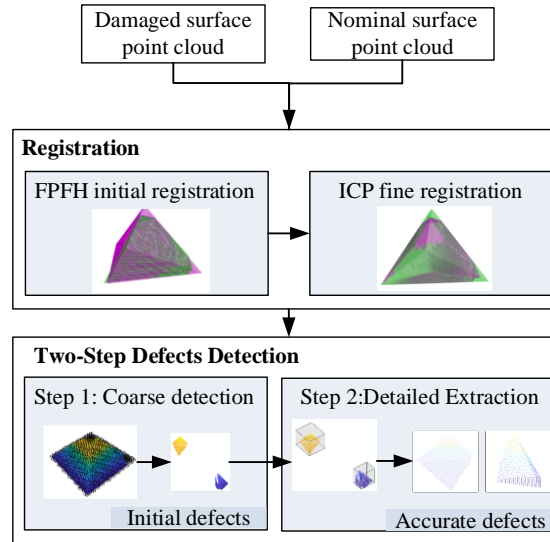 Damaged surface
point cloud
Nominal surface
point cloud
Registration
FPFH initial registration
ICP fine registration
Two-Step Defects Detection
Step 1: Coarse detection
Step 2:Detailed Extraction
Initial defects
Accurate defects